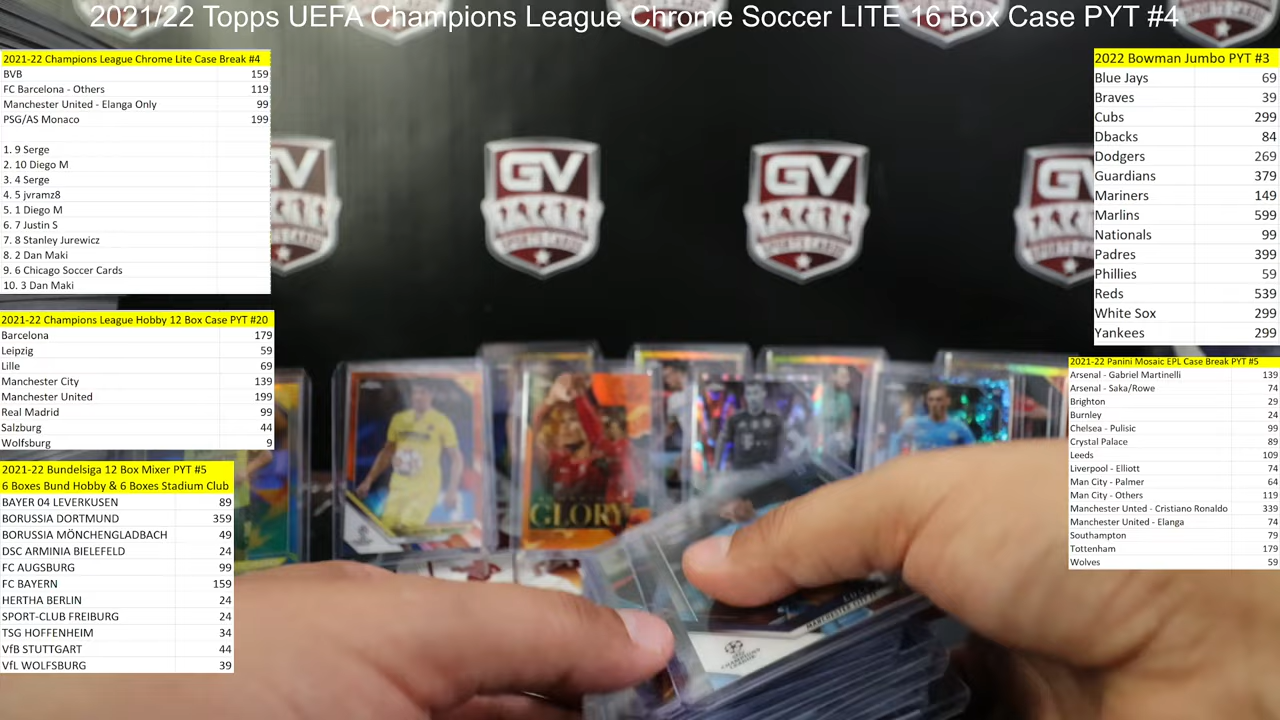 2021/22 Topps UEFA Champions League Chrome Soccer LITE 16 Box Case PYT #4
2021-22 Champions League Chrome Lite Case Break #4
BVB 159
FC Barcelona - Others 119
Manchester United - Elanga Only 99
PSG/AS Monaco 199
1. 9 Serge
2. 10 Diego M
3. 4 Serge
4. 5 jvramz8
5. 1 Diego M
6. 7 Justin S
7. 8 Stanley Jurewicz
8. 2 Dan Maki
9. 6 Chicago Soccer Cards
10. 3 Dan Maki
2021-22 Champions League Hobby 12 Box Case PYT #20
Barcelona 179
Leipzig 59
Lille 69
Manchester City 139
Manchester United 199
Real Madrid 99
Salzburg 44
Wolfsburg 9
2021-22 Bundelsiga 12 Box Mixer PYT #5
6 Boxes Bund Hobby & 6 Boxes Stadium Club
BAYER 04 LEVERKUSEN 89
BORUSSIA DORTMUND 359
BORUSSIA MÖNCHENGLADBACH 49
DSC ARMINIA BIELEFELD 24
FC AUGSBURG 99
FC BAYERN 159
HERTHA BERLIN 24
SPORT-CLUB FREIBURG 24
TSG HOFFENHEIM 34
VfB STUTTGART 44
VfL WOLFSBURG 39
2022 Bowman Jumbo PYT #3
Blue Jays 69
Braves 39
Cubs 299
Dbacks 84
Dodgers 269
Guardians 379
Mariners 149
Marlins 599
Nationals 99
Padres 399
Phillies 59
Reds 539
White Sox 299
Yankees 299
2021-22 Panini Mosaic EPL Case Break PYT #5
Arsenal - Gabriel Martinelli 139
Arsenal - Saka/Rowe 74
Brighton 29
Burnley 24
Chelsea - Pulisic 99
Crystal Palace 89
Leeds 109
Liverpool - Elliott 74
Man City - Palmer 64
Man City - Others 119
Manchester Unted - Cristiano Ronaldo 339
Manchester United - Elanga 74
Southampton 79
Tottenham 179
Wolves 59
GV
GV
GV
GV
SPORTS CARDS
SPORTS CARDS
GLORY
CHAMPIONS
LEAGUE